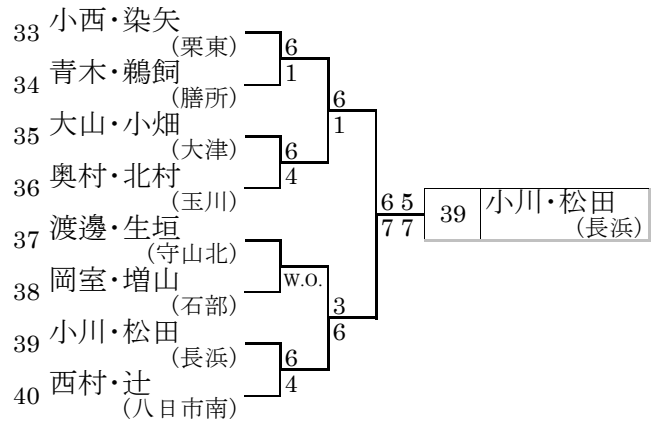 33 小西・染矢
(栗東)
6
1
34 青木・鵜飼
(膳所)
6
1
35 大山・小畑
(大津)
6
4
36 奥村・北村
(玉川)
6 5
7 7
39 小川・松田
(長浜)
37 渡邊・生垣
(守山北)
W.O.
38 岡室・増山
(石部)
3
6
39 小川・松田
(長浜)
6
4
40 西村・辻
(八日市南)